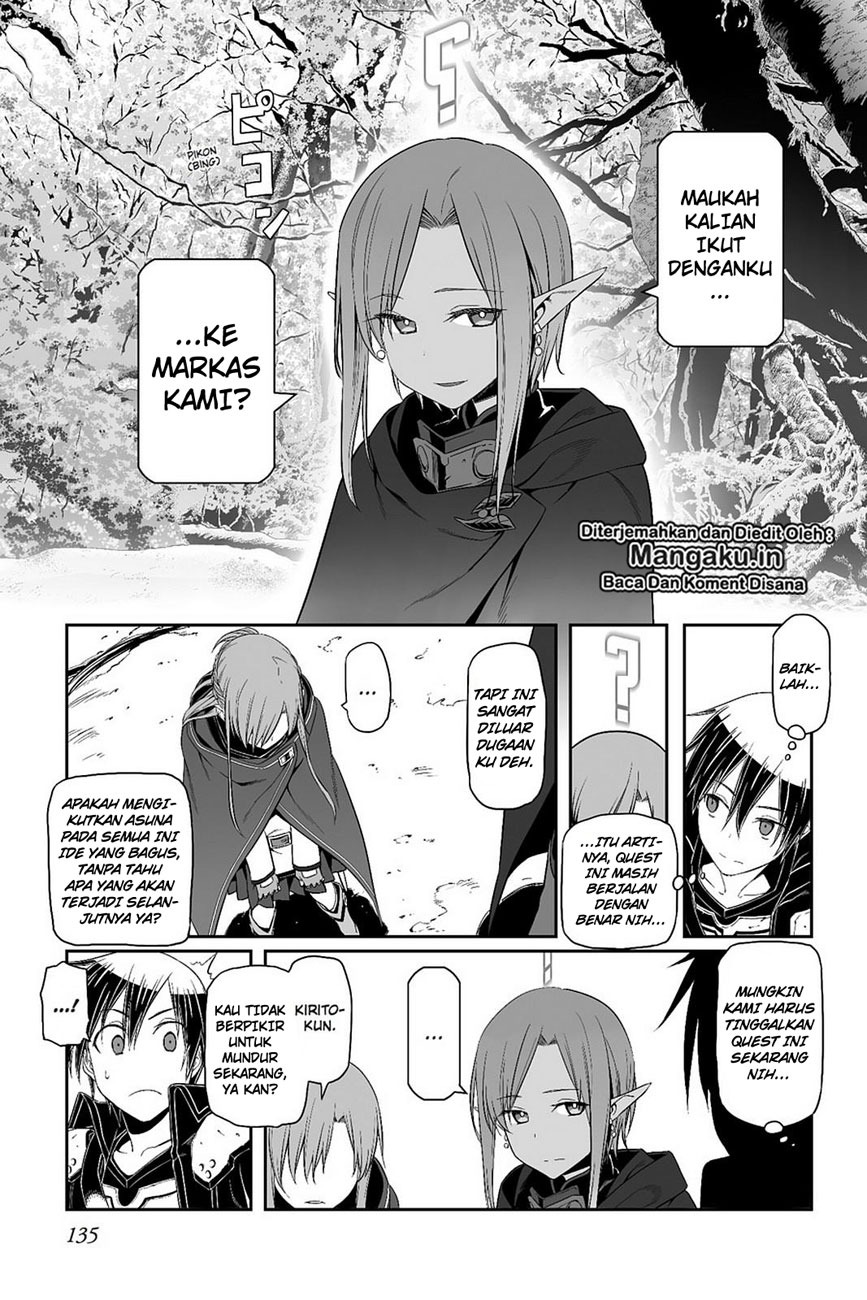 ?
MAUKAH
KALIAN
IKUT
DENGANKU
...
ピコン
PIKON
(BING)
...KE
MARKAS
KAMI?
Diterjemahkan dan Diedit Oleh :
Mangaku.in
Baca Dan Koment Disana
BAIK-
LAH...
?
...ITU ARTI-
NYA, QUEST
INI MASIH
BERJALAN
DENGAN
BENAR NIH...
TAPI INI
SANGAT
DILUAR
DUGAAN
KU DEH.
...
APAKAH MENGI-
KUTKAN ASUNA
PADA SEMUA INI
IDE YANG BAGUS,
TANPA TAHU
APA YANG AKAN
TERJADI SELAN-
JUTNYA YA?
MUNGKIN
KAMI HARUS
TINGGALKAN
QUEST INI
SEKARANG
NIH...
...
KIRITO-
KUN.
KAU TIDAK
BERPIKIR
UNTUK
MUNDUR
SEKARANG,
YA KAN?
...!
135